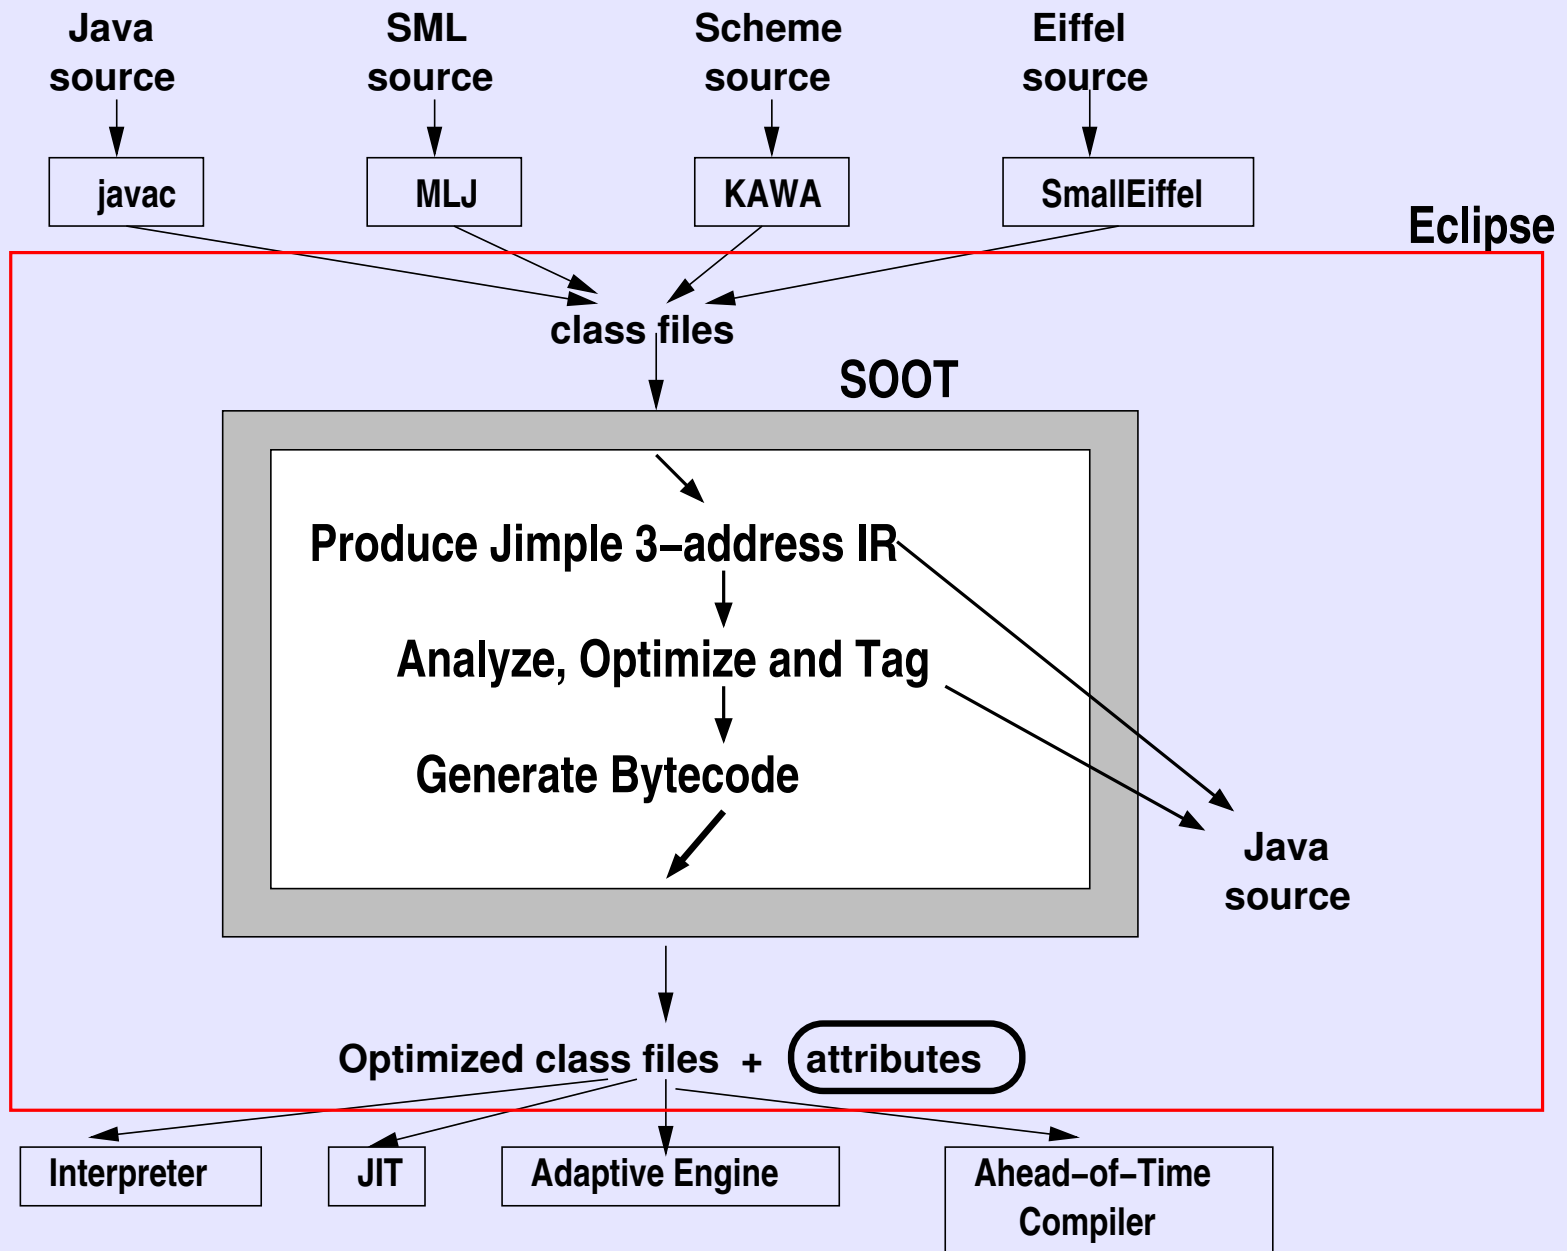 Java SML Scheme Eiffel
source source source source
javac MLJ KAWA SmallEiffel
Eclipse
class files
SOOT
Produce Jimple 3–address IR
Analyze, Optimize and Tag
Generate Bytecode
Java
source
Optimized class files + attributes
Interpreter JIT Adaptive Engine Ahead–of–Time
Compiler